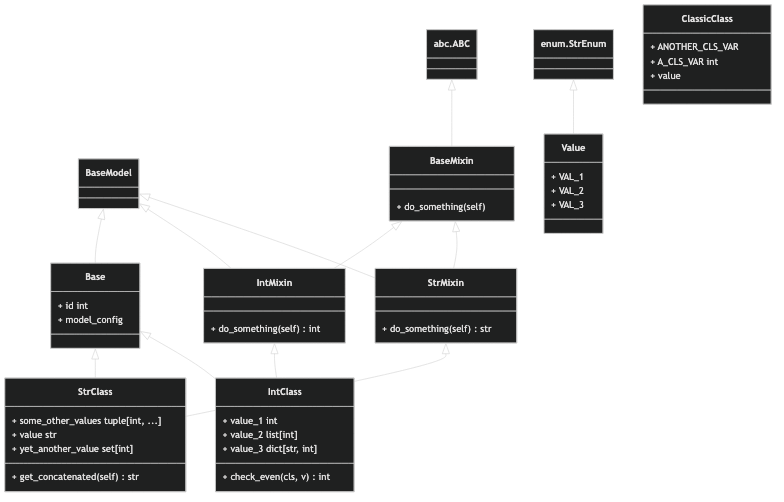 ClassicClass
+ ANOTHER_CLS_VAR
+ A_CLS_VAR int
+ value
abc.ABC
enum.StrEnum
Value
+ VAL_1
+ VAL_2
+ VAL_3
BaseMixin
+ do_something(self)
BaseModel
Base
+ id int
+ model_config
IntMixin
+ do_something(self) : int
StrMixin
+ do_something(self) : str
StrClass
+ some_other_values tuple[int, ...]
+ value str
+ yet_another_value set[int]
+ get_concatenated(self) : str
IntClass
+ value_1 int
+ value_2 list[int]
+ value_3 dict[str, int]
+ check_even(cls, v) : int